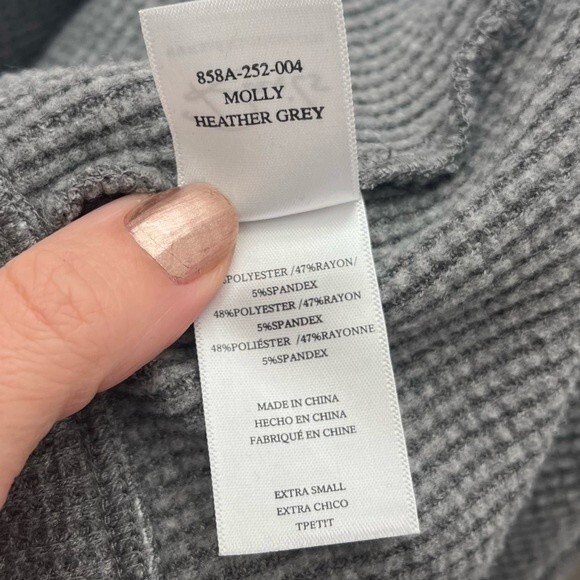 858A-252-004
MOLLY
HEATHER GREY
%POLYESTER /47%RAYON/
5%SPANDEX
48%POLYESTER /47%RAYON
5%SPANDEX
48%POLIÉSTER /47%RAYONNE
5%SPANDEX
MADE IN CHINA
HECHO EN CHINA
FABRIQUÉ EN CHINE
EXTRA SMALL
EXTRA CHICO
TPETIT